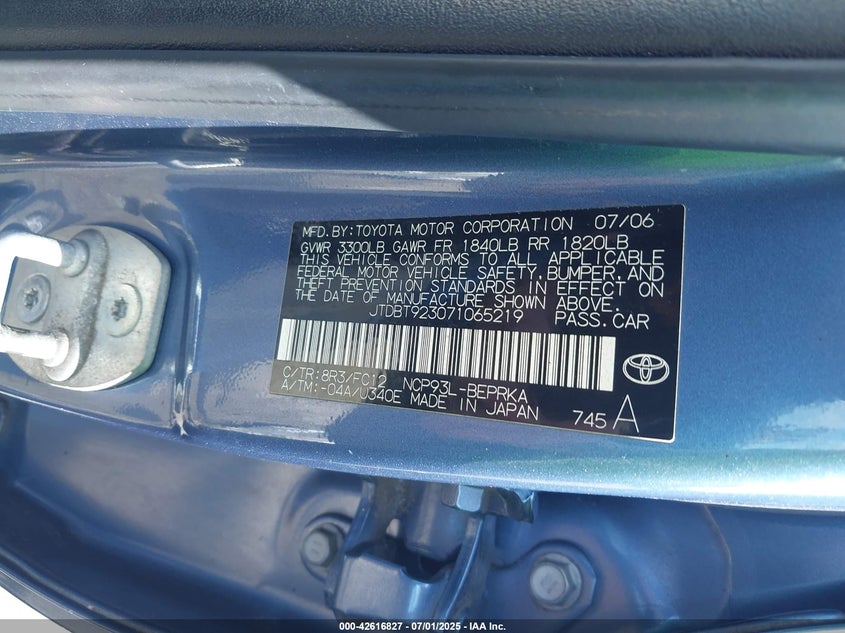 MFD.BY:TOYOTA MOTOR CORPORATION 07/06
GVWR 3300LB GAWR FR 1840LB RR 1820LB
THIS VEHICLE CONFORMS TO ALL APPLICABLE
FEDERAL MOTOR VEHICLE SAFETY,BUMPER,AND
THEFT PREVENTION STANDARDS IN EFFECT ON
THE DATE OF MANUFACTURE SHOWN ABOVE.
JTDBT923071065219 PASS.CAR
C/TR:8R3/FC12 NCP93L-BEPRKA
A/TM:-04A/U340E MADE IN JAPAN
745 A
000-42616827 - 07/01/2025 - IAA Inc.